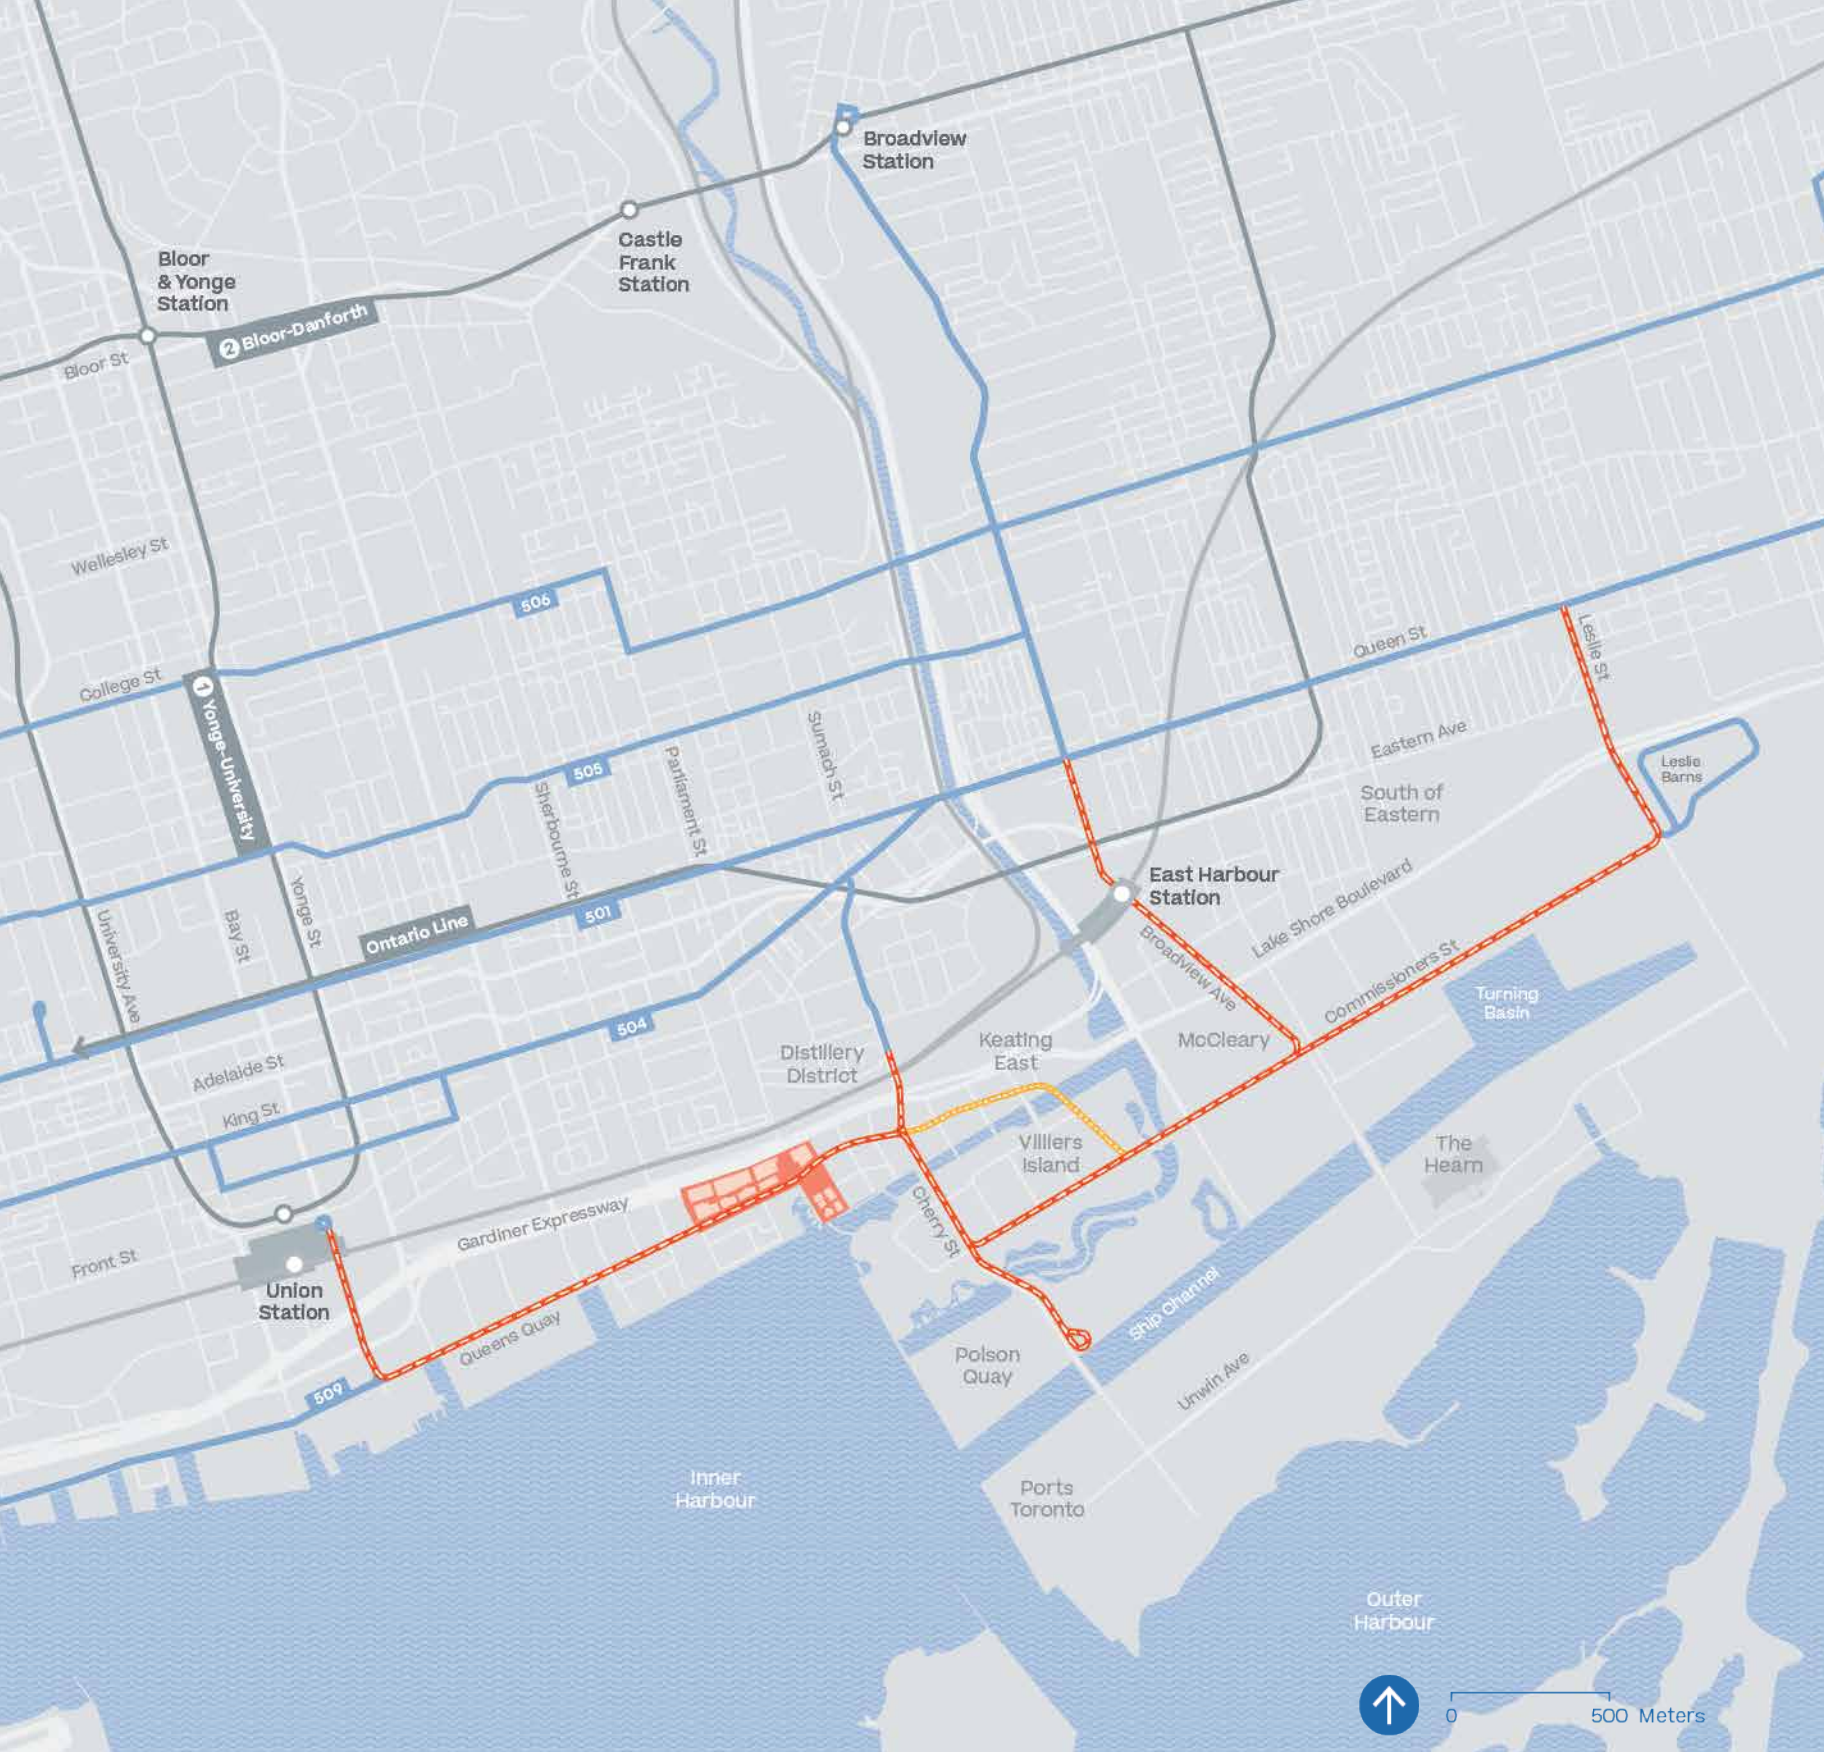 Broadview
Station
Castle
Frank
Station
Bloor
& Yonge
Station
2 Bloor-Danforth
Bloor St
Wellesley St
506
College St
1 Yonge-University
Queen St
Leslie St
Sumach St
Parliament St
505
Sherbourne St
Eastern Ave
Leslie
Barns
South of
Eastern
East Harbour
Station
Yonge St
Bay St
University Ave
501
Ontario Line
Broadview Ave
Lake Shore Boulevard
Commissioners St
Turning
Basin
504
Keating
East
McCleary
Distillery
District
Adelaide St
King St
Villiers
Island
The
Hearn
Cherry St
Gardiner Expressway
Front St
Union
Station
Ship Channel
Queens Quay
Polson
Quay
Unwin Ave
509
Inner
Harbour
Ports
Toronto
Outer
Harbour
0
500 Meters